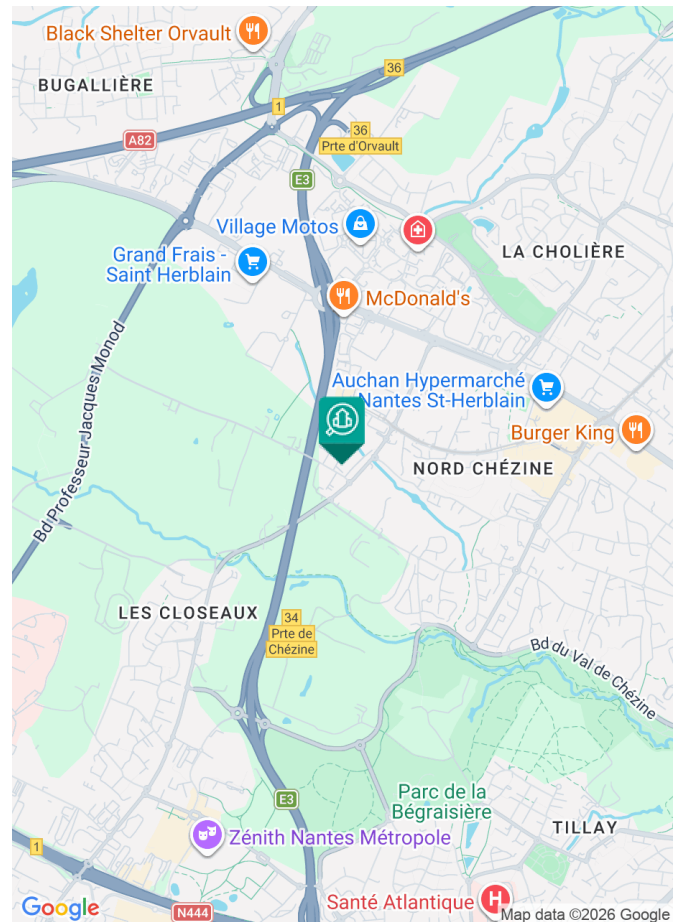 Black Shelter Orvault
BUGALLIÈRE
36
1
A82
36
Prte d'Orvault
E3
Village Motos
Grand Frais -
Saint Herblain
LA CHOLIÈRE
McDonald's
Bd Professeur Jacques Monod
Auchan Hypermarché
Nantes St-Herblain
Burger King
NORD CHÉZINE
LES CLOSEAUX
34
Prte de
Chézine
Bd du Val de Chézine
E3
Parc de la
Bégraisière
TILLAY
Zénith Nantes Métropole
1
N444
Santé Atlantique
H
Google
Map data ©2026 Google